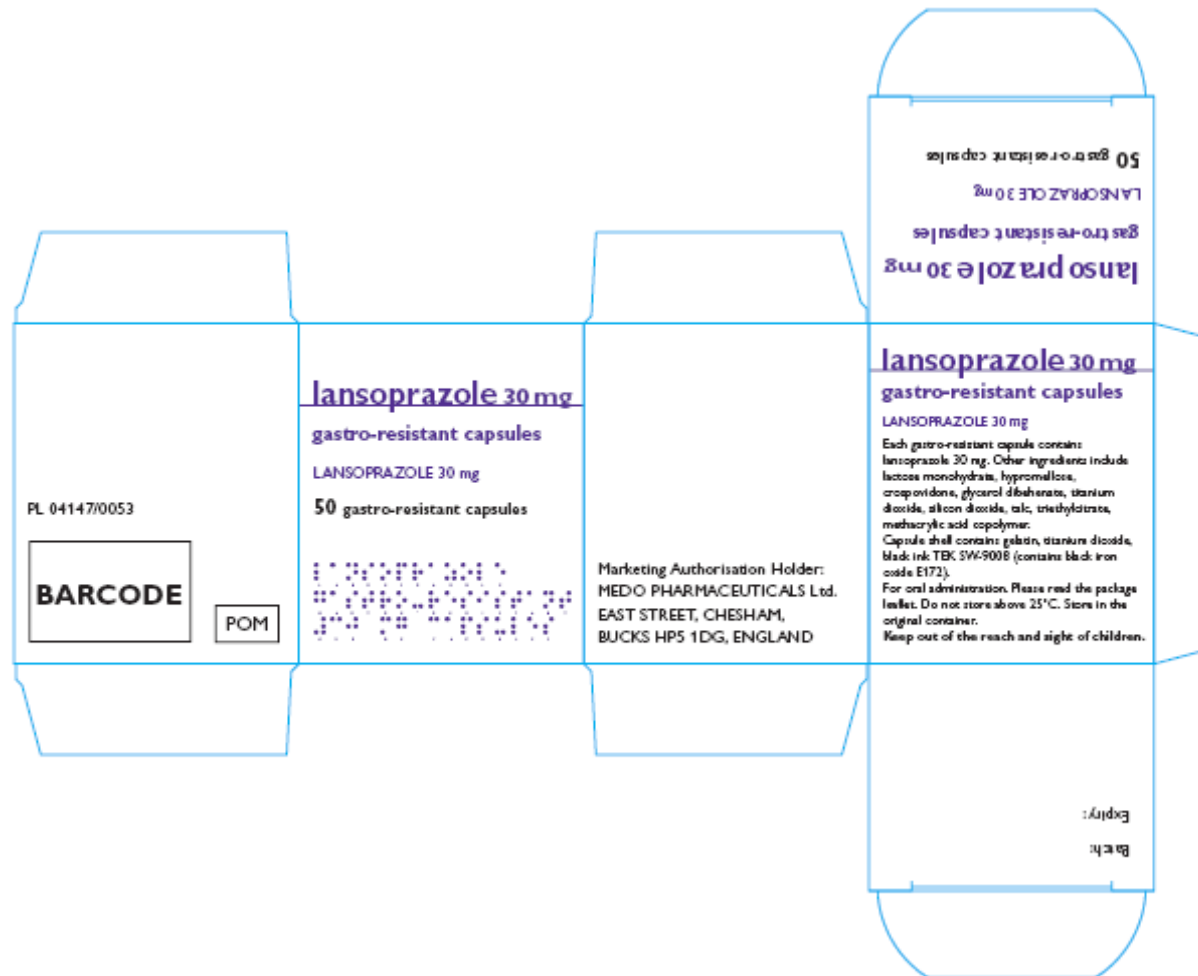 50 gastro-resistant capsules
LANSOPRAZOLE 30 mg
gastro-resistant capsules
lansoprazole 30 mg
PL 04147/0053
BARCODE
POM
lansoprazole 30 mg
gastro-resistant capsules
LANSOPRAZOLE 30 mg
50 gastro-resistant capsules
⠇⠁⠝⠎⠕⠏⠗⠁⠵⠕⠇⠑
⠛⠁⠎⠞⠗⠕⠤⠗⠑⠎⠊⠎⠞⠁⠝⠞
⠼⠉⠚ ⠍⠛ ⠉⠁⠏⠎⠥⠇⠑⠎
Marketing Authorisation Holder:
MEDO PHARMACEUTICALS Ltd.
EAST STREET, CHESHAM,
BUCKS HP5 1DG, ENGLAND
lansoprazole 30 mg
gastro-resistant capsules
LANSOPRAZOLE 30 mg
Each gastro-resistant capsule contains
lansoprazole 30 mg. Other ingredients include
lactose monohydrate, hypromellose,
crospovidone, glycerol dibehenate, titanium
dioxide, silicon dioxide, talc, triethylcitrate,
methacrylic acid copolymer.
Capsule shell contains gelatin, titanium dioxide,
black ink TEK SW-9008 (contains black iron
oxide E172).
For oral administration. Please read the package
leaflet. Do not store above 25°C. Store in the
original container.
Keep out of the reach and sight of children.
Expiry:
Batch: